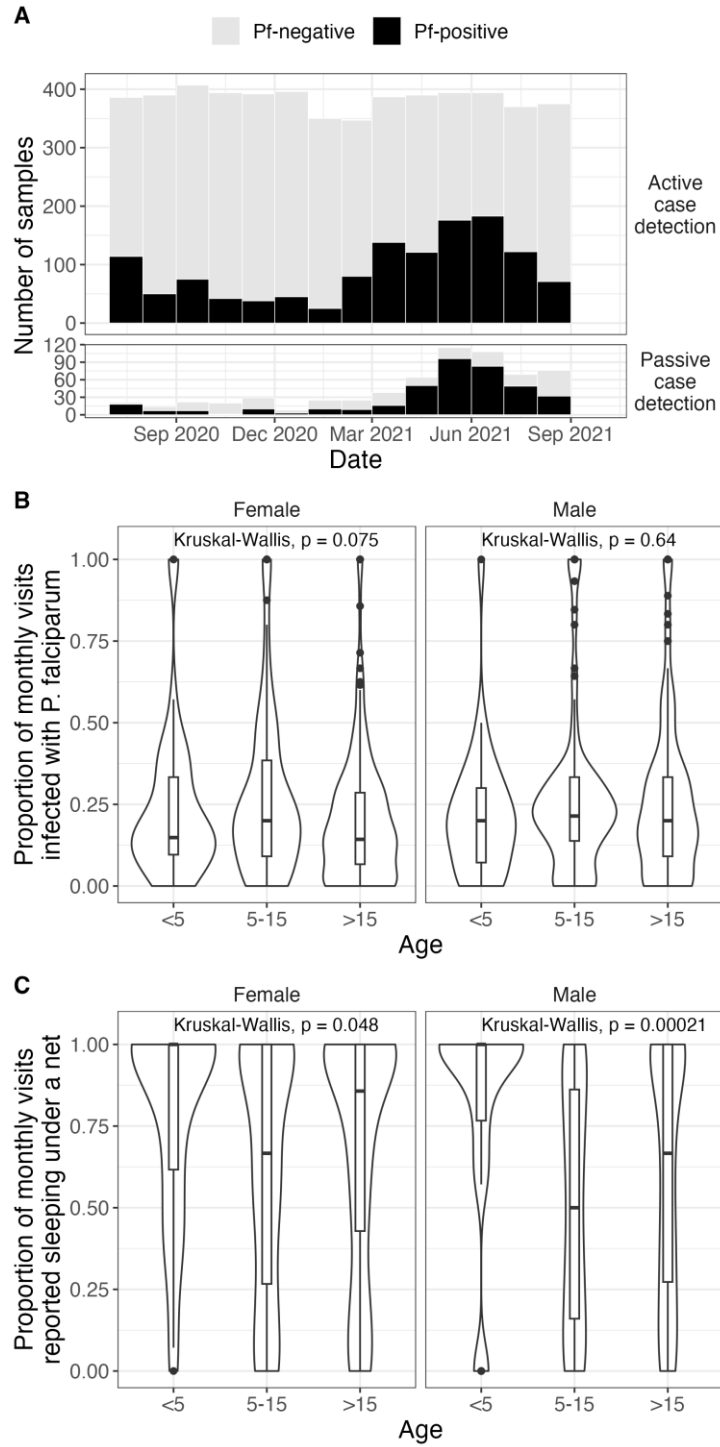 A
Pf-negative Pf-positive
Number of samples
400
300
200
100
0
Active
case
detection
120
90
60
30
0
Passive
case
detection
Sep 2020 Dec 2020 Mar 2021 Jun 2021 Sep 2021
Date
B
Female Male
Kruskal-Wallis, p = 0.075 Kruskal-Wallis, p = 0.64
Proportion of monthly visits
infected with P. falciparum
1.00
0.75
0.50
0.25
0.00
<5 5-15 >15 <5 5-15 >15
Age
C
Female Male
Kruskal-Wallis, p = 0.048 Kruskal-Wallis, p = 0.00021
Proportion of monthly visits
reported sleeping under a net
1.00
0.75
0.50
0.25
0.00
<5 5-15 >15 <5 5-15 >15
Age